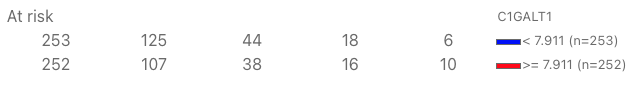 At risk C1GALT1
253 125 44 18 6 < 7.911 (n=253)
252 107 38 16 10 >= 7.911 (n=252)